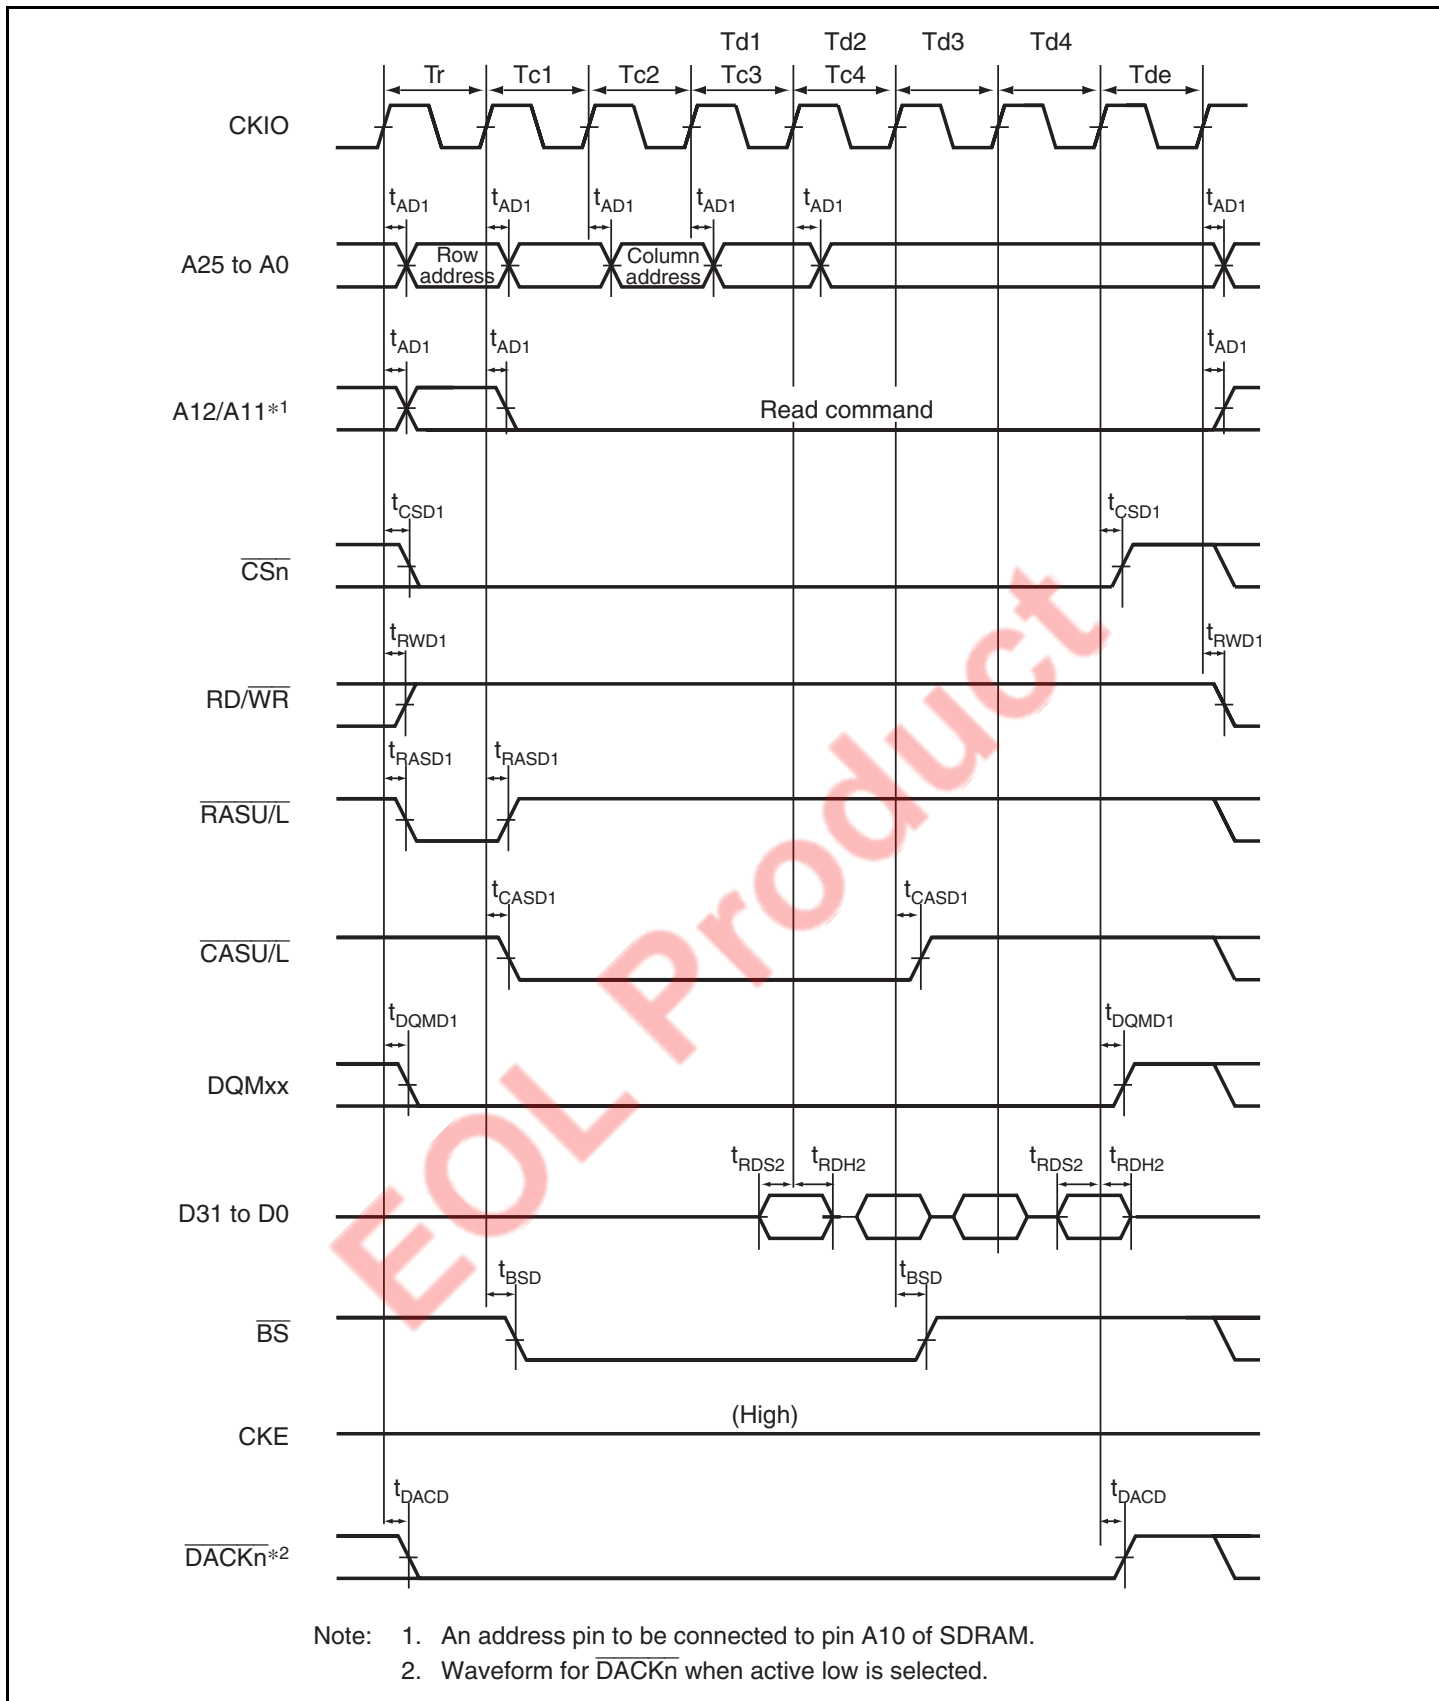 Td1 Td2 Td3 Td4
Tr Tc1 Tc2 Tc3 Tc4 Tde
CKIO
tAD1 tAD1 tAD1 tAD1 tAD1 tAD1
A25 to A0
Row address
Column address
tAD1 tAD1 tAD1
A12/A11*1
Read command
tCSD1 tCSD1
CSn
tRWD1 tRWD1
RD/WR
tRASD1 tRASD1
RASU/L
tCASD1 tCASD1
CASU/L
tDQMD1 tDQMD1
DQMxx
tRDS2 tRDH2 tRDS2 tRDH2
D31 to D0
tBSD tBSD
BS
(High)
CKE
tDACD tDACD
DACKn*2
Note: 1. An address pin to be connected to pin A10 of SDRAM.
2. Waveform for DACKn when active low is selected.
EOL Product